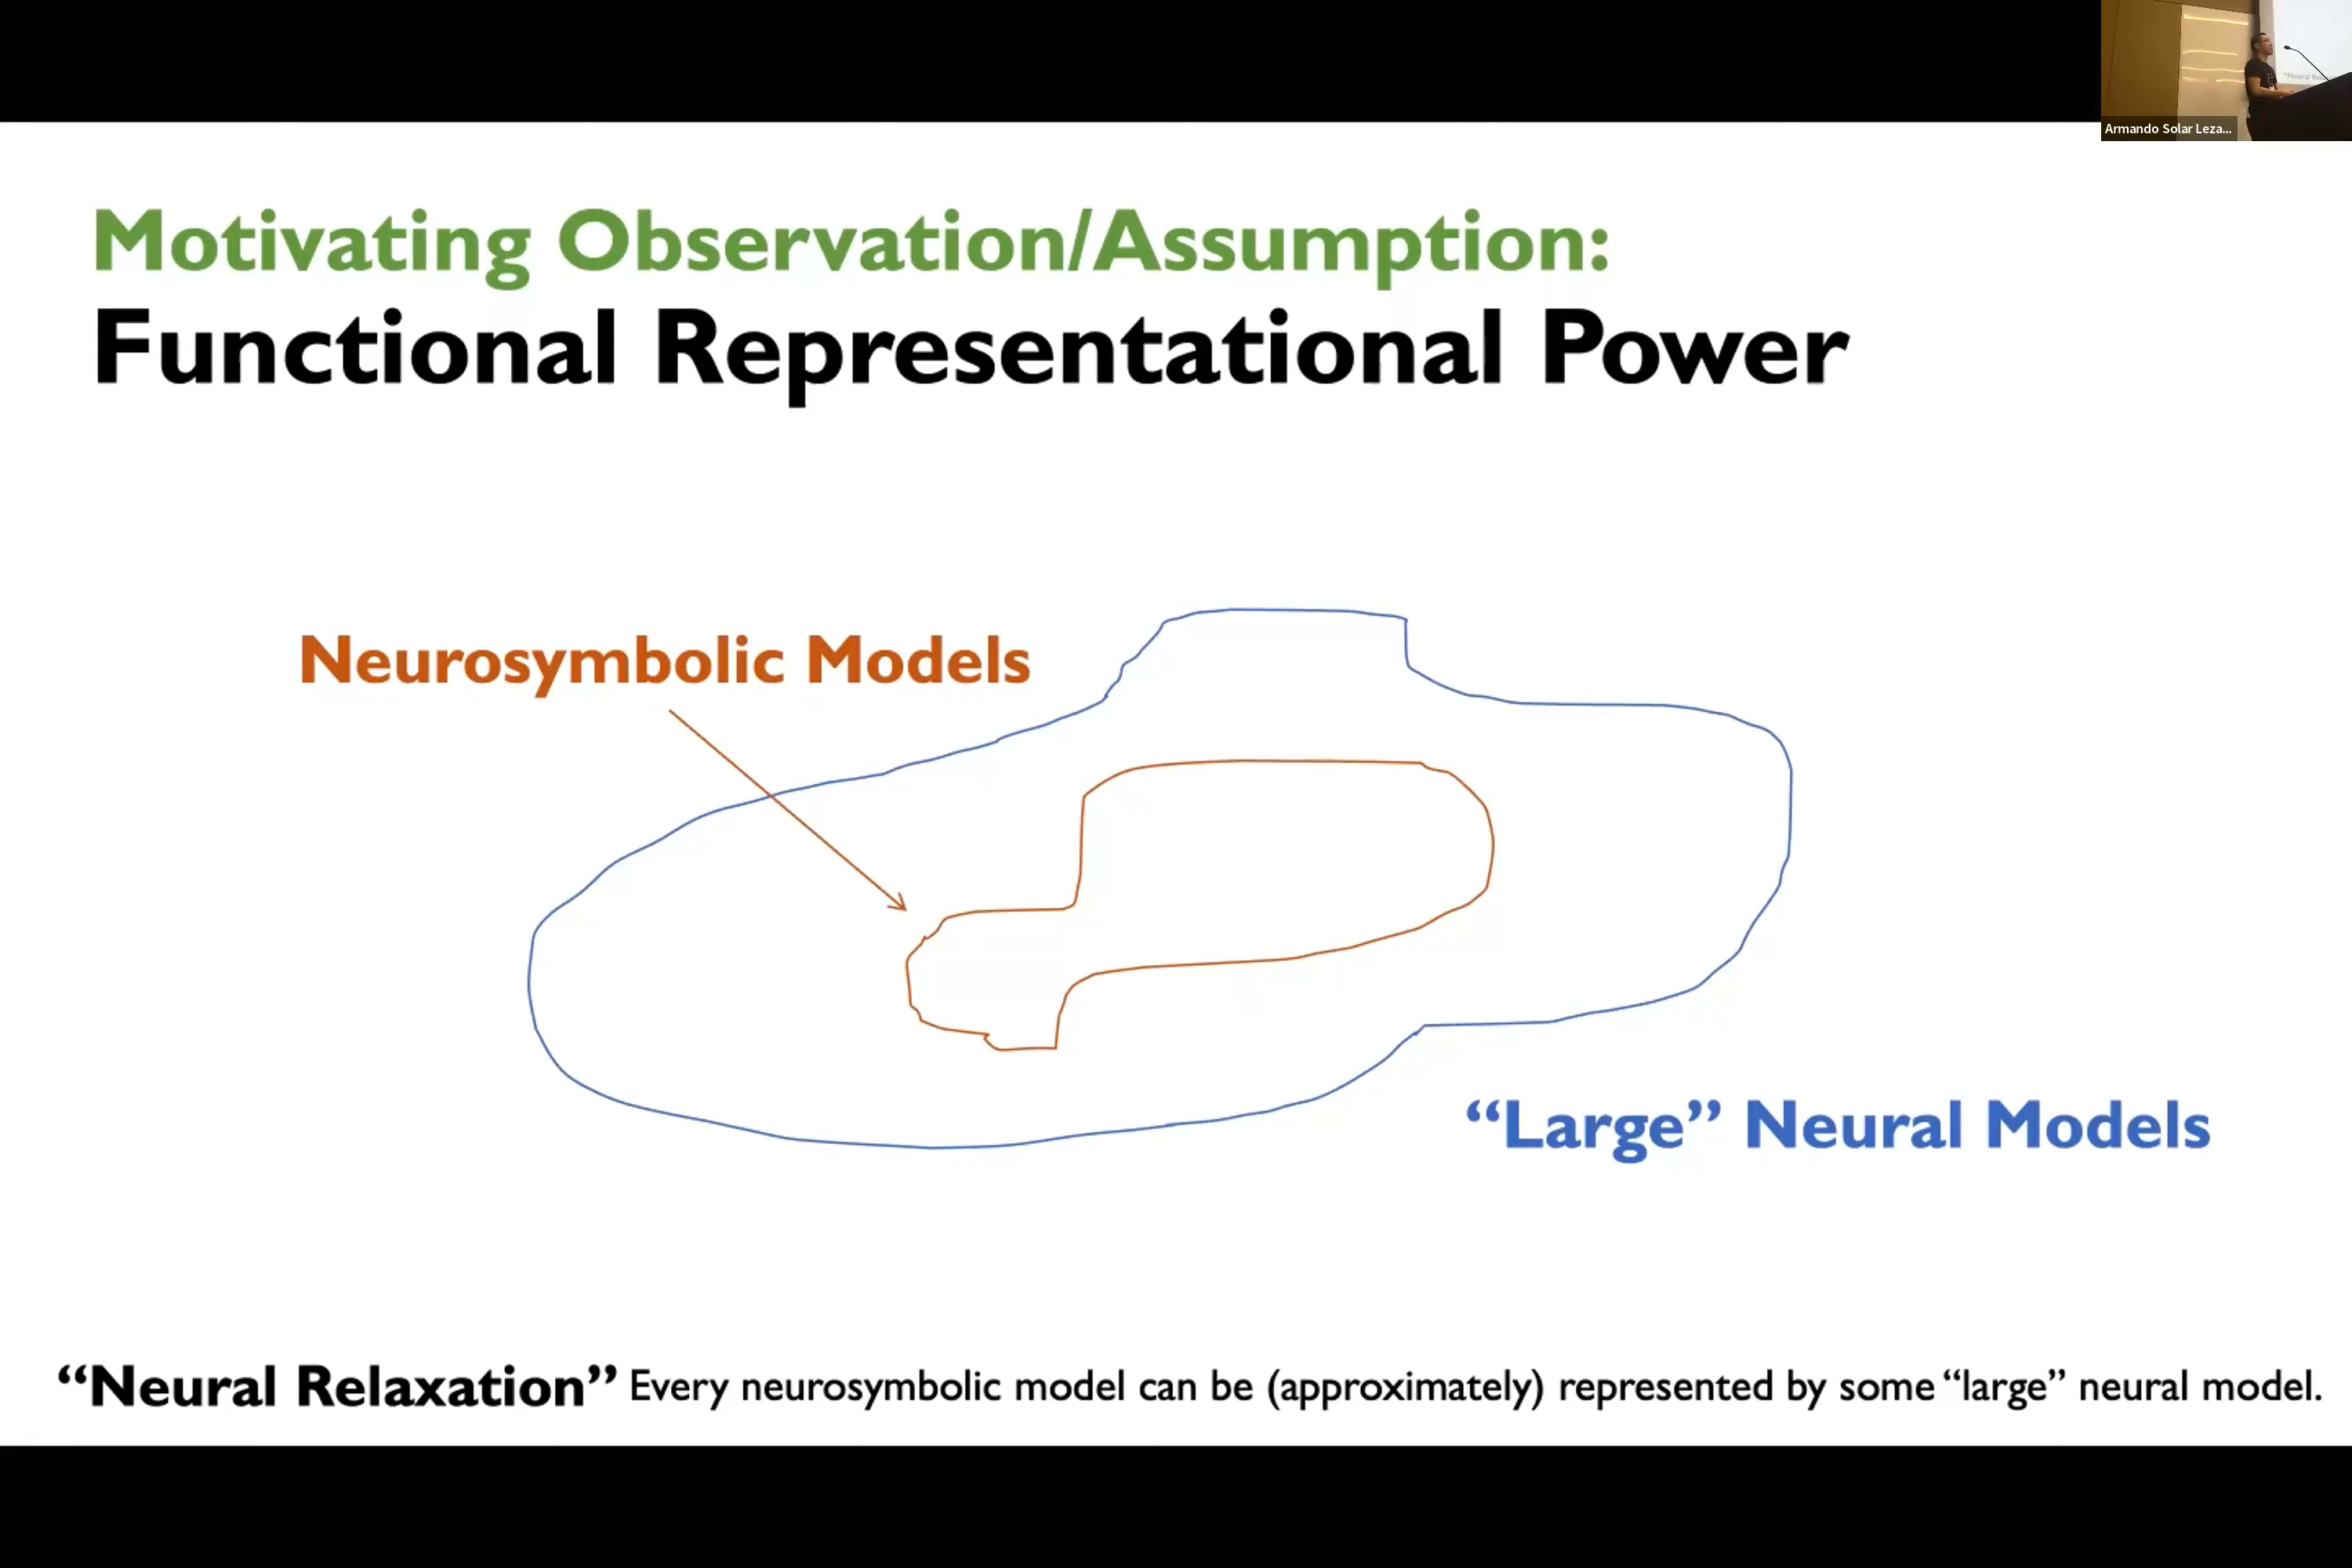 Armando Solar Leza...
Motivating Observation/Assumption:
Functional Representational Power
Neurosymbolic Models
“Large” Neural Models
“Neural Relaxation” Every neurosymbolic model can be (approximately) represented by some “large” neural model.